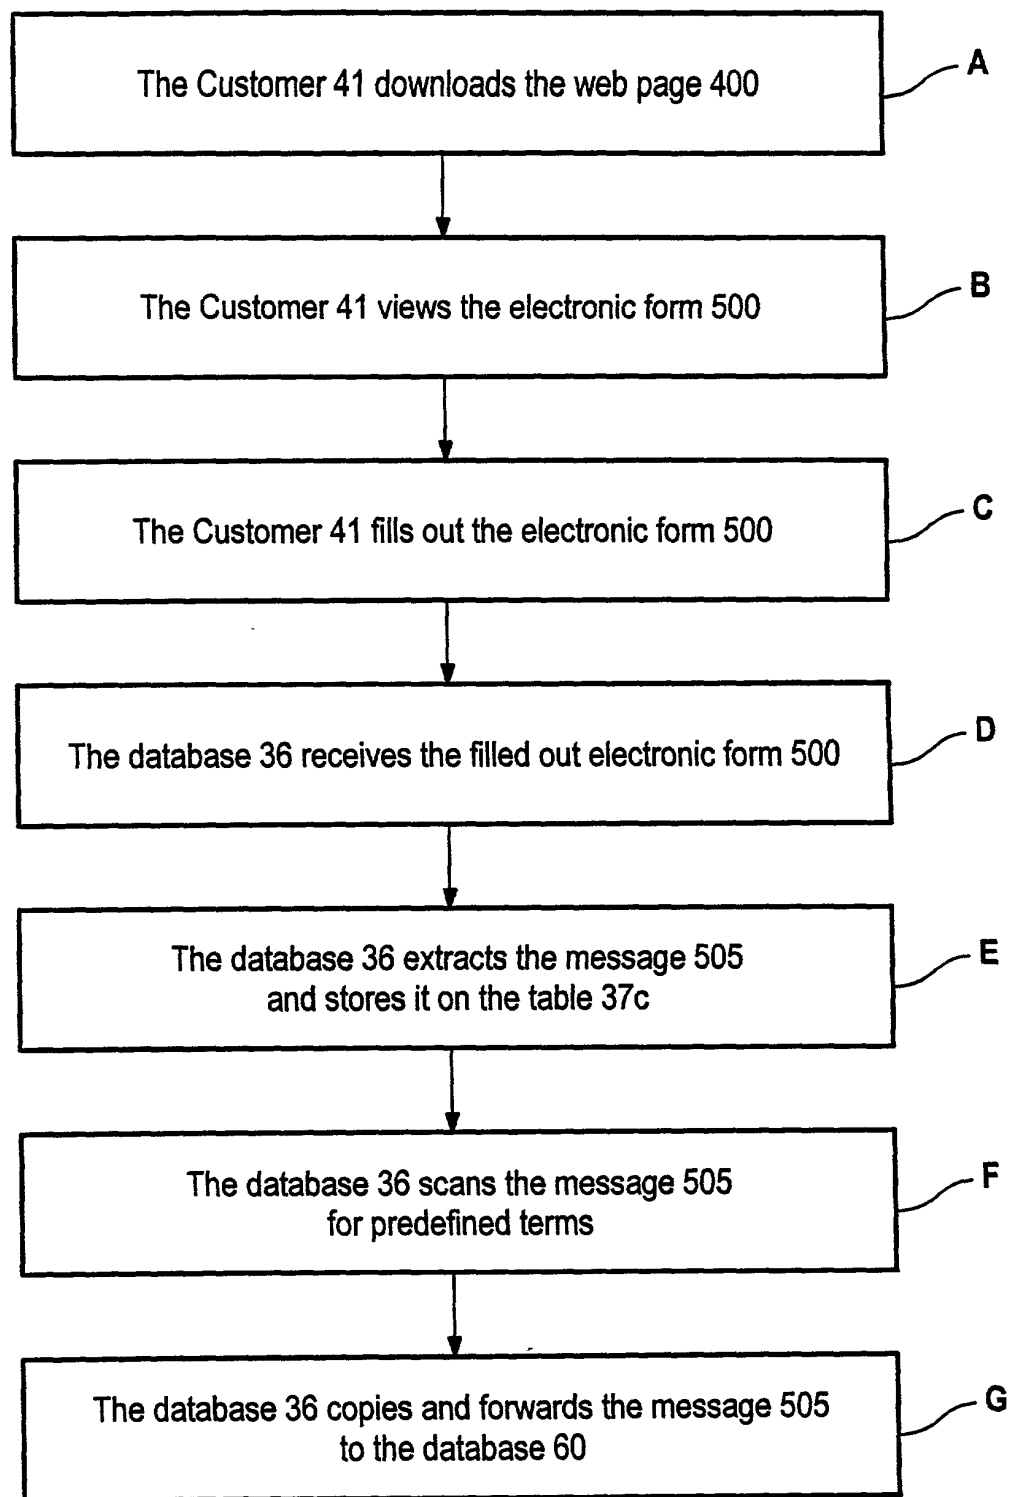 The Customer 41 downloads the web page 400
A
The Customer 41 views the electronic form 500
B
The Customer 41 fills out the electronic form 500
C
The database 36 receives the filled out electronic form 500
D
The database 36 extracts the message 505
and stores it on the table 37c
E
The database 36 scans the message 505
for predefined terms
F
The database 36 copies and forwards the message 505
to the database 60
G